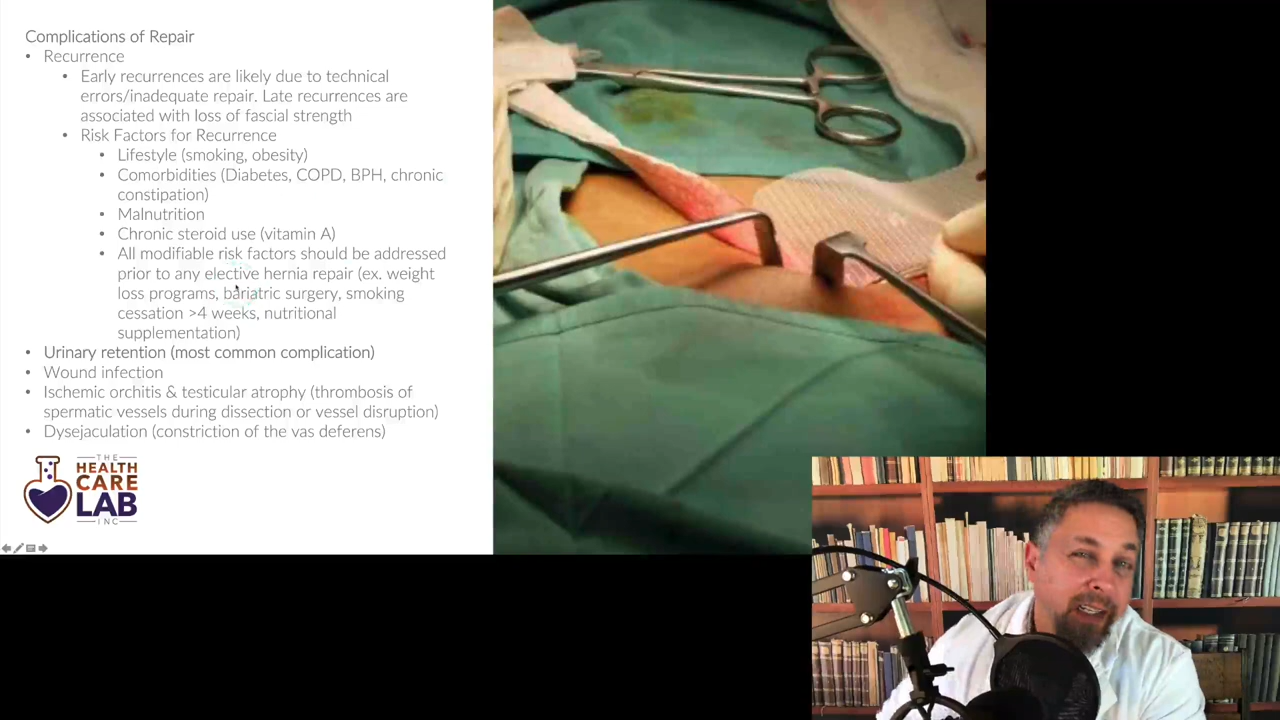 Complications of Repair
• Recurrence
• Early recurrences are likely due to technical
errors/inadequate repair. Late recurrences are
associated with loss of fascial strength
• Risk Factors for Recurrence
• Lifestyle (smoking, obesity)
• Comorbidities (Diabetes, COPD, BPH, chronic
constipation)
• Malnutrition
• Chronic steroid use (vitamin A)
• All modifiable risk factors should be addressed
prior to any elective hernia repair (ex. weight
loss programs, bariatric surgery, smoking
cessation >4 weeks, nutritional
supplementation)
• Urinary retention (most common complication)
• Wound infection
• Ischemic orchitis & testicular atrophy (thrombosis of
spermatic vessels during dissection or vessel disruption)
• Dysejaculation (constriction of the vas deferens)
THE
HEALTH
CARE
LAB
INC